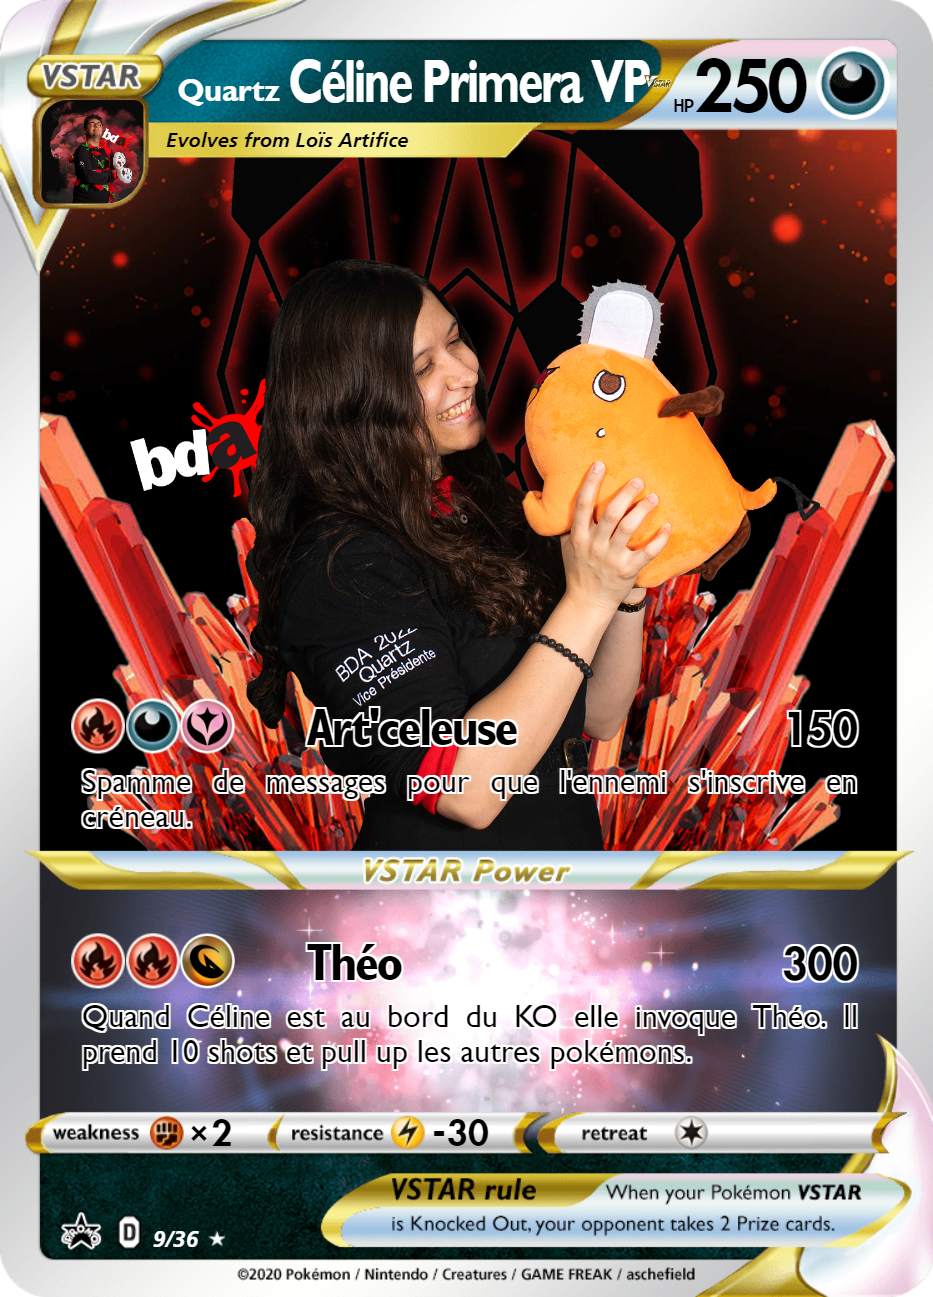 VSTAR
Quartz Céline Primera VP VSTAR
HP 250
bda
Evolves from Loïs Artifice
bda
BDA 2022
Quartz
Vice Présidente
Art'celeuse 150
Spamme de messages pour que l'ennemi s'inscrive en
créneau.
VSTAR Power
Théo 300
Quand Céline est au bord du KO elle invoque Théo. Il
prend 10 shots et pull up les autres pokémons.
weakness ×2 resistance -30 retreat
VSTAR rule When your Pokémon VSTAR
is Knocked Out, your opponent takes 2 Prize cards.
PROMO D 9/36 ★
©2020 Pokémon / Nintendo / Creatures / GAME FREAK / aschefield